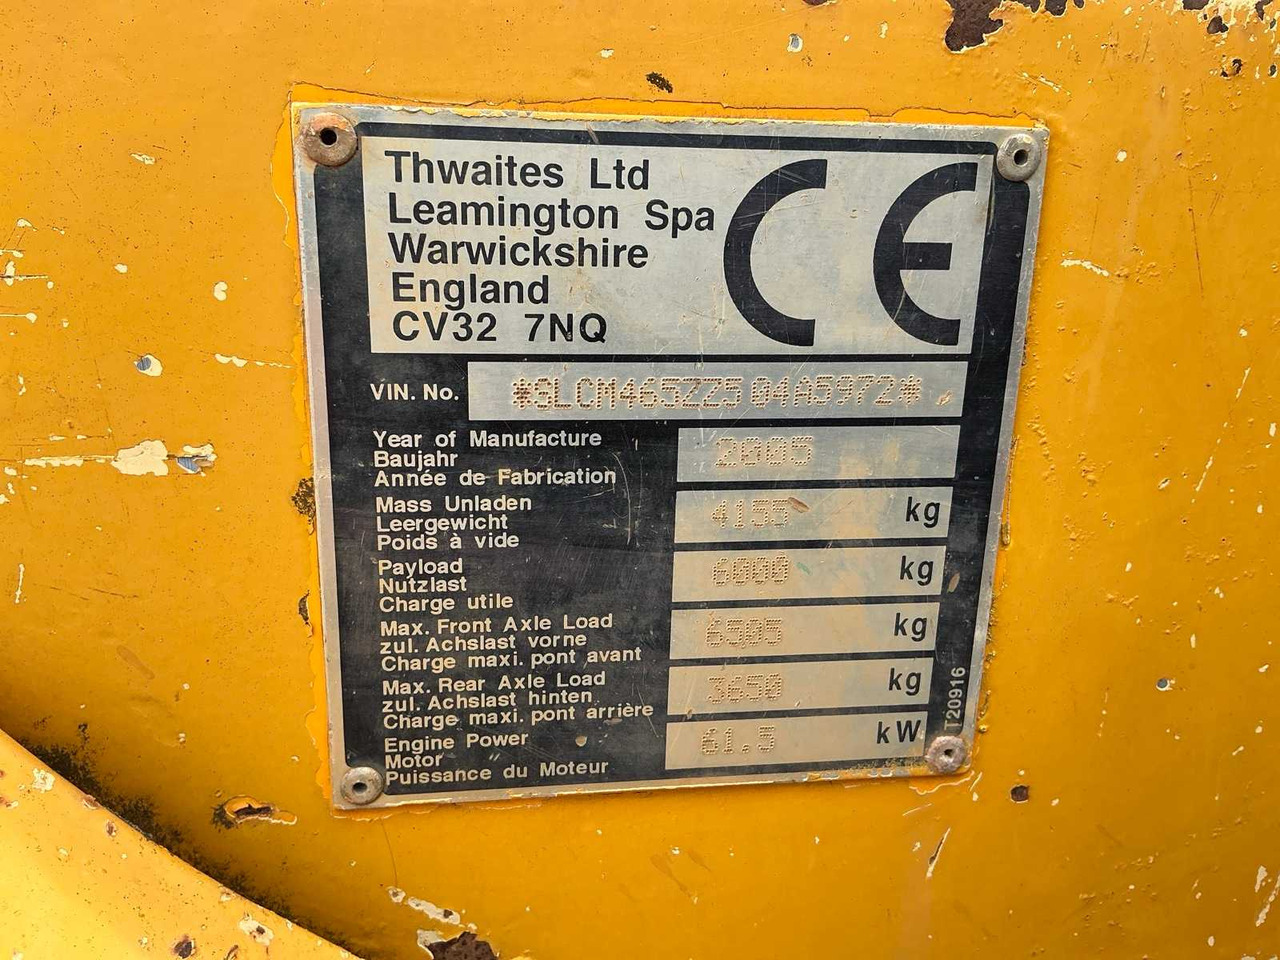 Thwaites Ltd
Leamington Spa
Warwickshire
England
CV32 7NQ
CE
VIN. No. *SLCM465ZZ504A5972*
Year of Manufacture
Baujahr 2005
Année de Fabrication
Mass Unladen
Leergewicht 4155 kg
Poids à vide
Payload
Nutzlast 6000 kg
Charge utile
Max. Front Axle Load
zul. Achslast vorne 6505 kg
Charge maxi. pont avant
Max. Rear Axle Load
zul. Achslast hinten 3650 kg
Charge maxi. pont arrière
Engine Power
Motor 61.5 kW
Puissance du Moteur
T20916